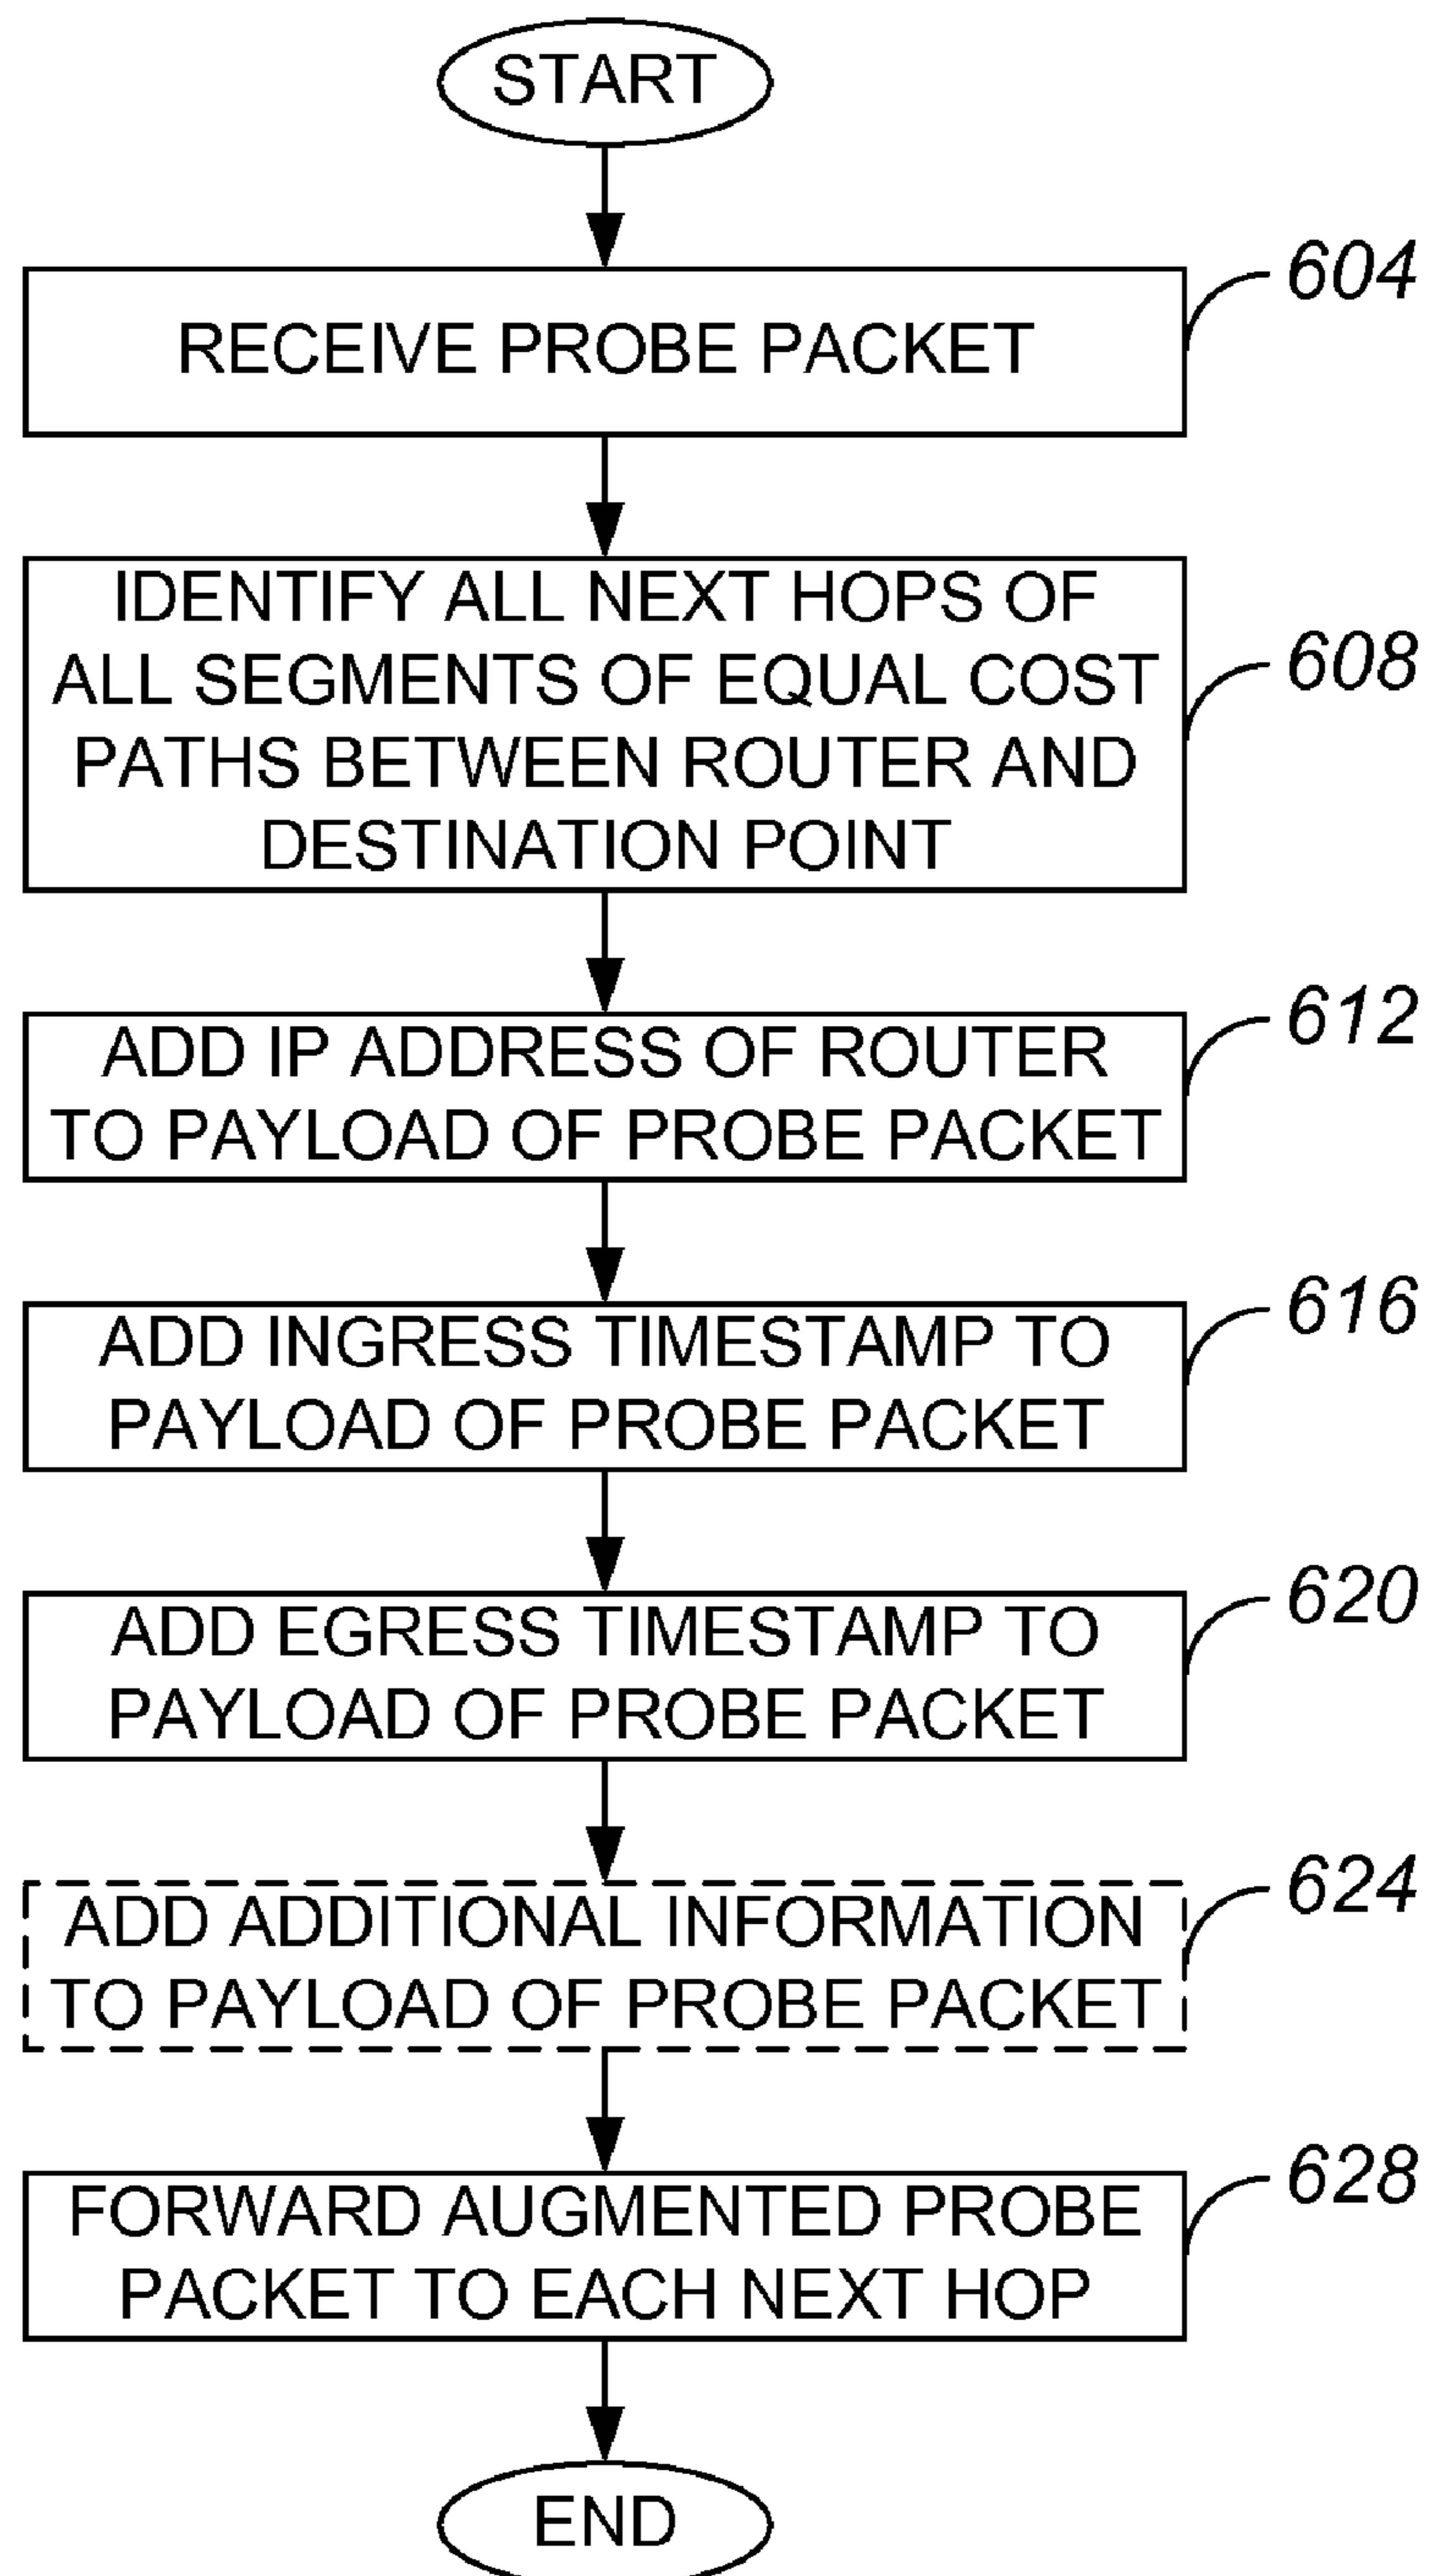 START
604
RECEIVE PROBE PACKET
608
IDENTIFY ALL NEXT HOPS OF
ALL SEGMENTS OF EQUAL COST
PATHS BETWEEN ROUTER AND
DESTINATION POINT
612
ADD IP ADDRESS OF ROUTER
TO PAYLOAD OF PROBE PACKET
616
ADD INGRESS TIMESTAMP TO
PAYLOAD OF PROBE PACKET
620
ADD EGRESS TIMESTAMP TO
PAYLOAD OF PROBE PACKET
624
ADD ADDITIONAL INFORMATION
TO PAYLOAD OF PROBE PACKET
628
FORWARD AUGMENTED PROBE
PACKET TO EACH NEXT HOP
END